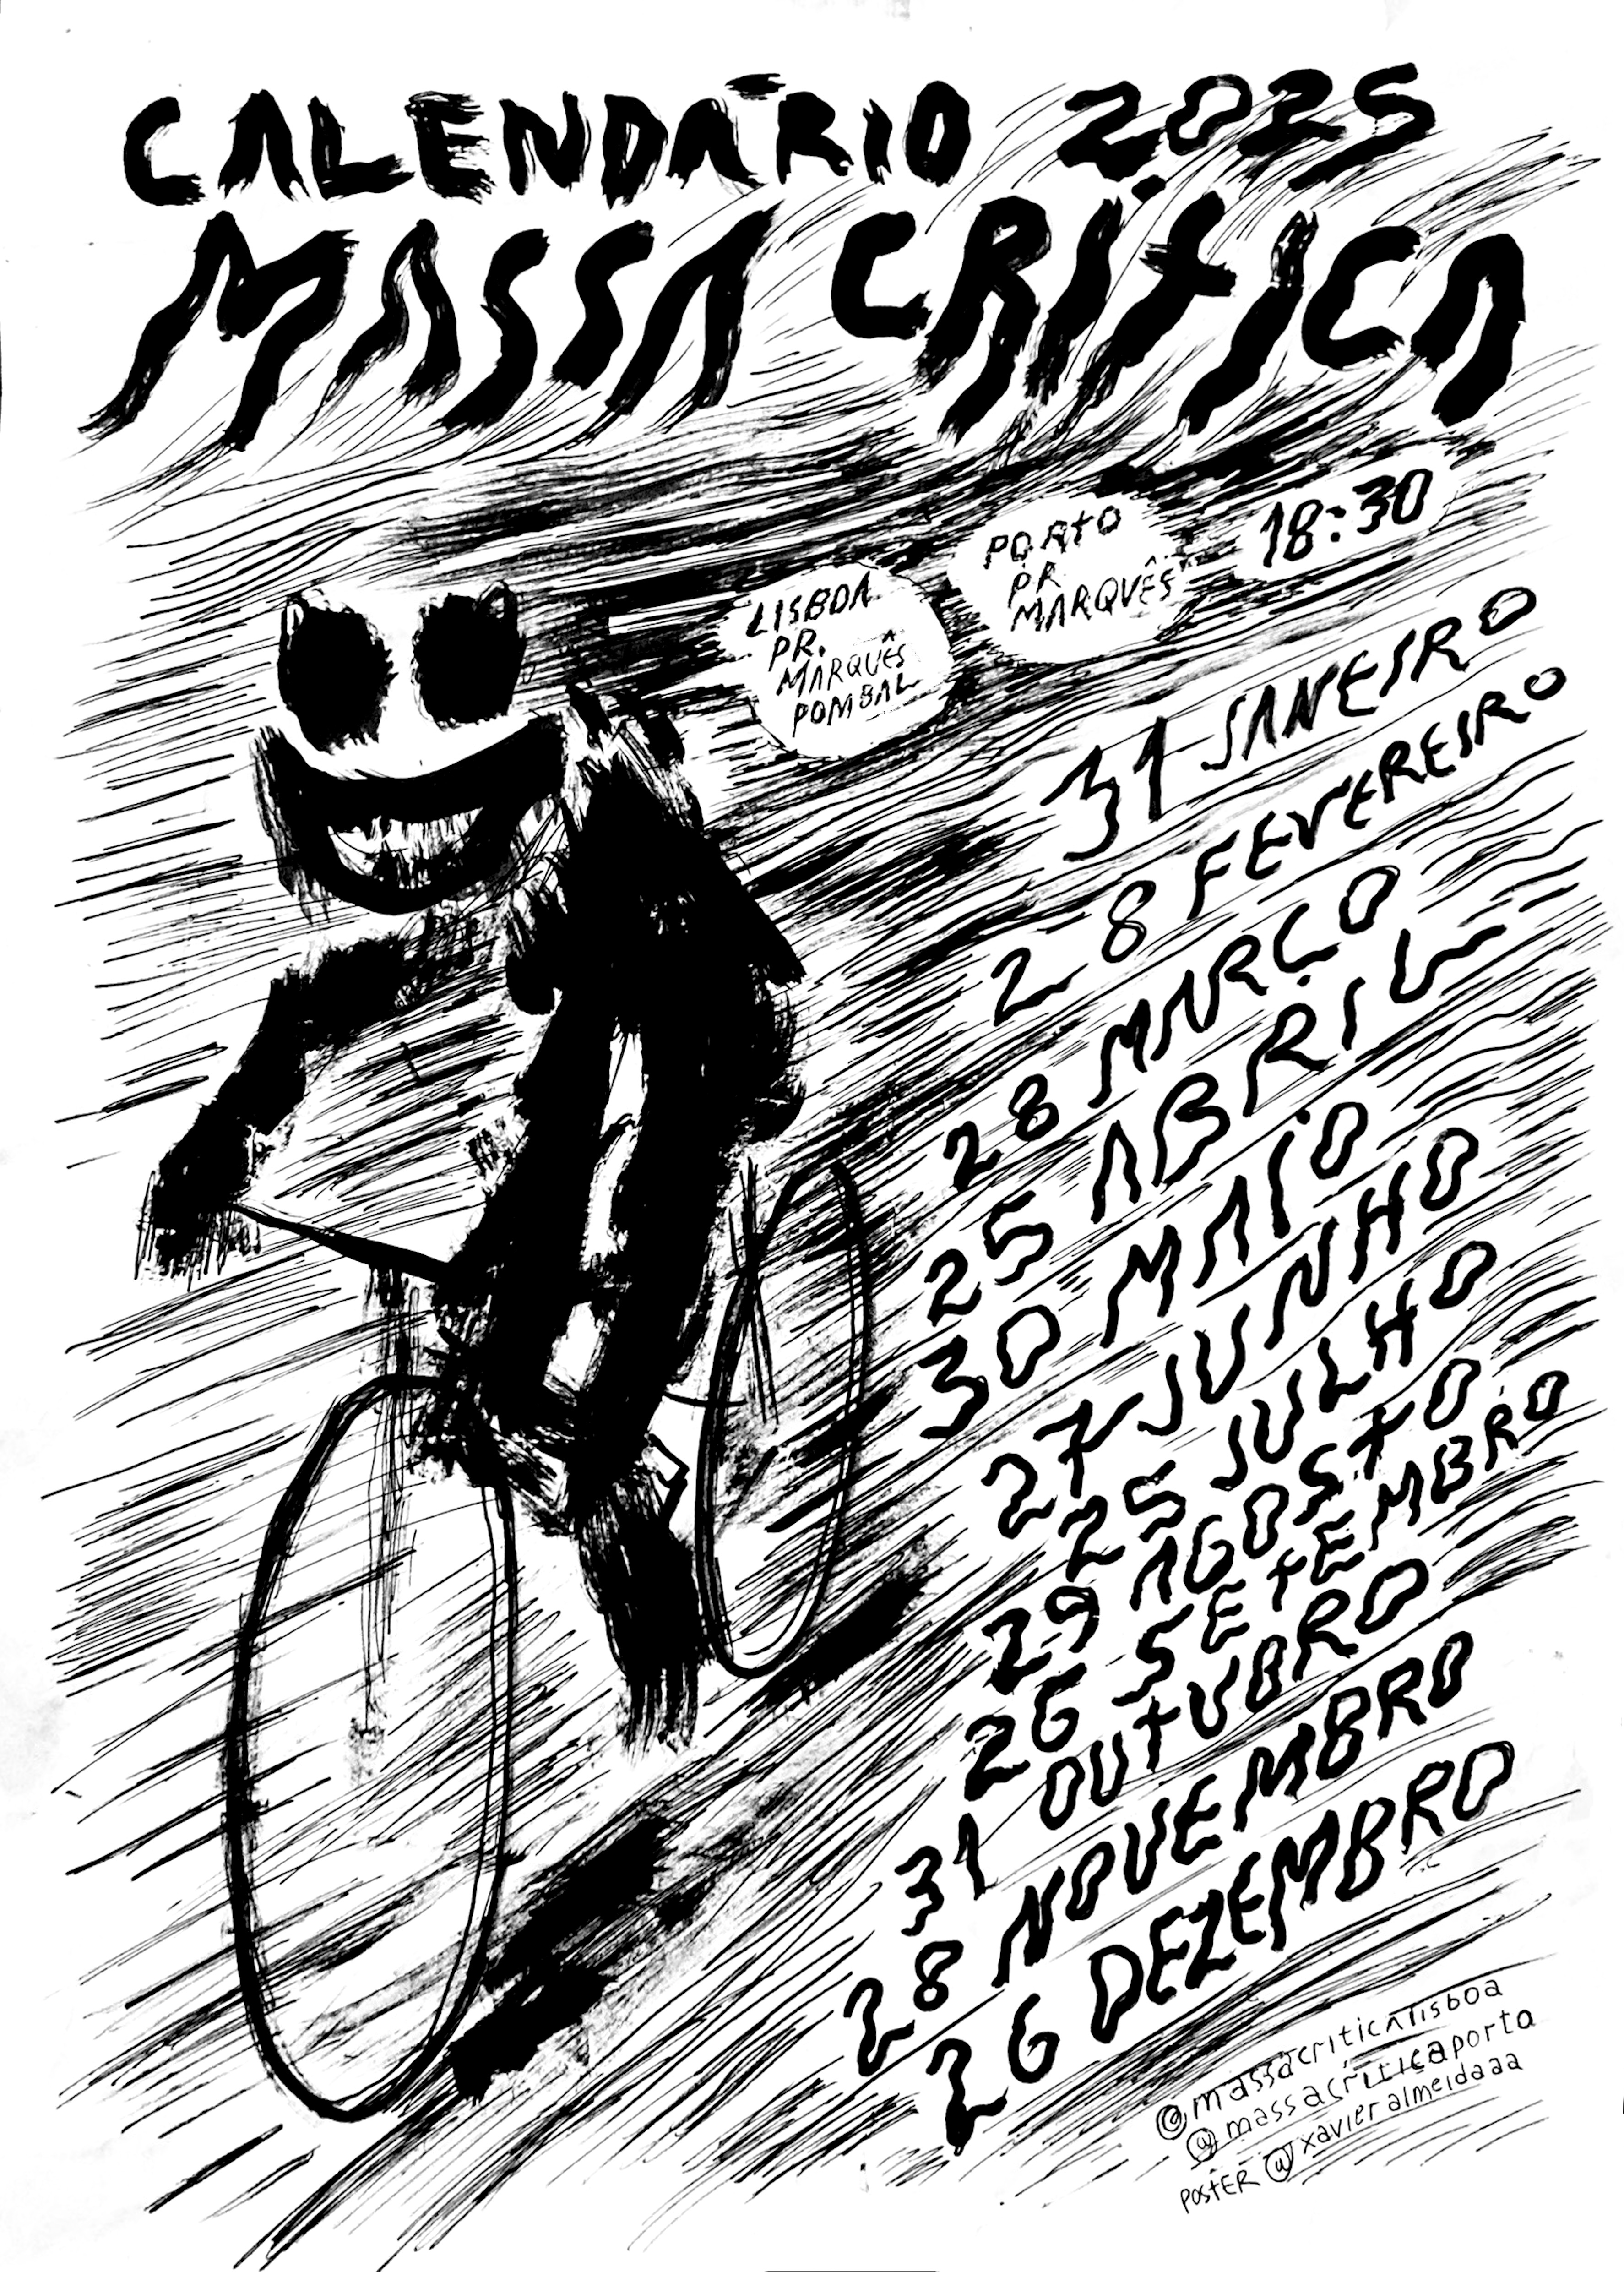 CALENDÁRIO 2025
MASSA CRÍTICA
LISBOA
PR.
MARQUÊS
POMBAL
PORTO
PR
MARQUÊS
18:30
31 JANEIRO
28 FEVEREIRO
28 MARÇO
25 ABRIL
30 MAIO
27 JUNHO
25 JULHO
29 AGOSTO
26 SETEMBRO
31 OUTUBRO
28 NOVEMBRO
26 DEZEMBRO
@massacriticalisboa
@massacríticaporto
POSTER @xavieralmeidaaa